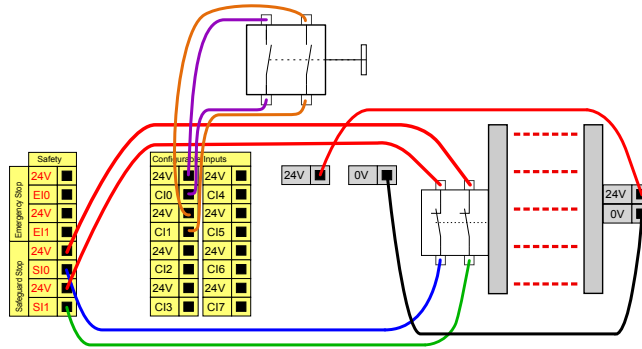 Safety
Emergency Stop
24V
EI0
24V
EI1
Safeguard Stop
24V
SI0
24V
SI1
Configurable Inputs
24V 24V
CI0 CI4
24V 24V
CI1 CI5
24V 24V
CI2 CI6
24V 24V
CI3 CI7
24V
0V
24V
0V